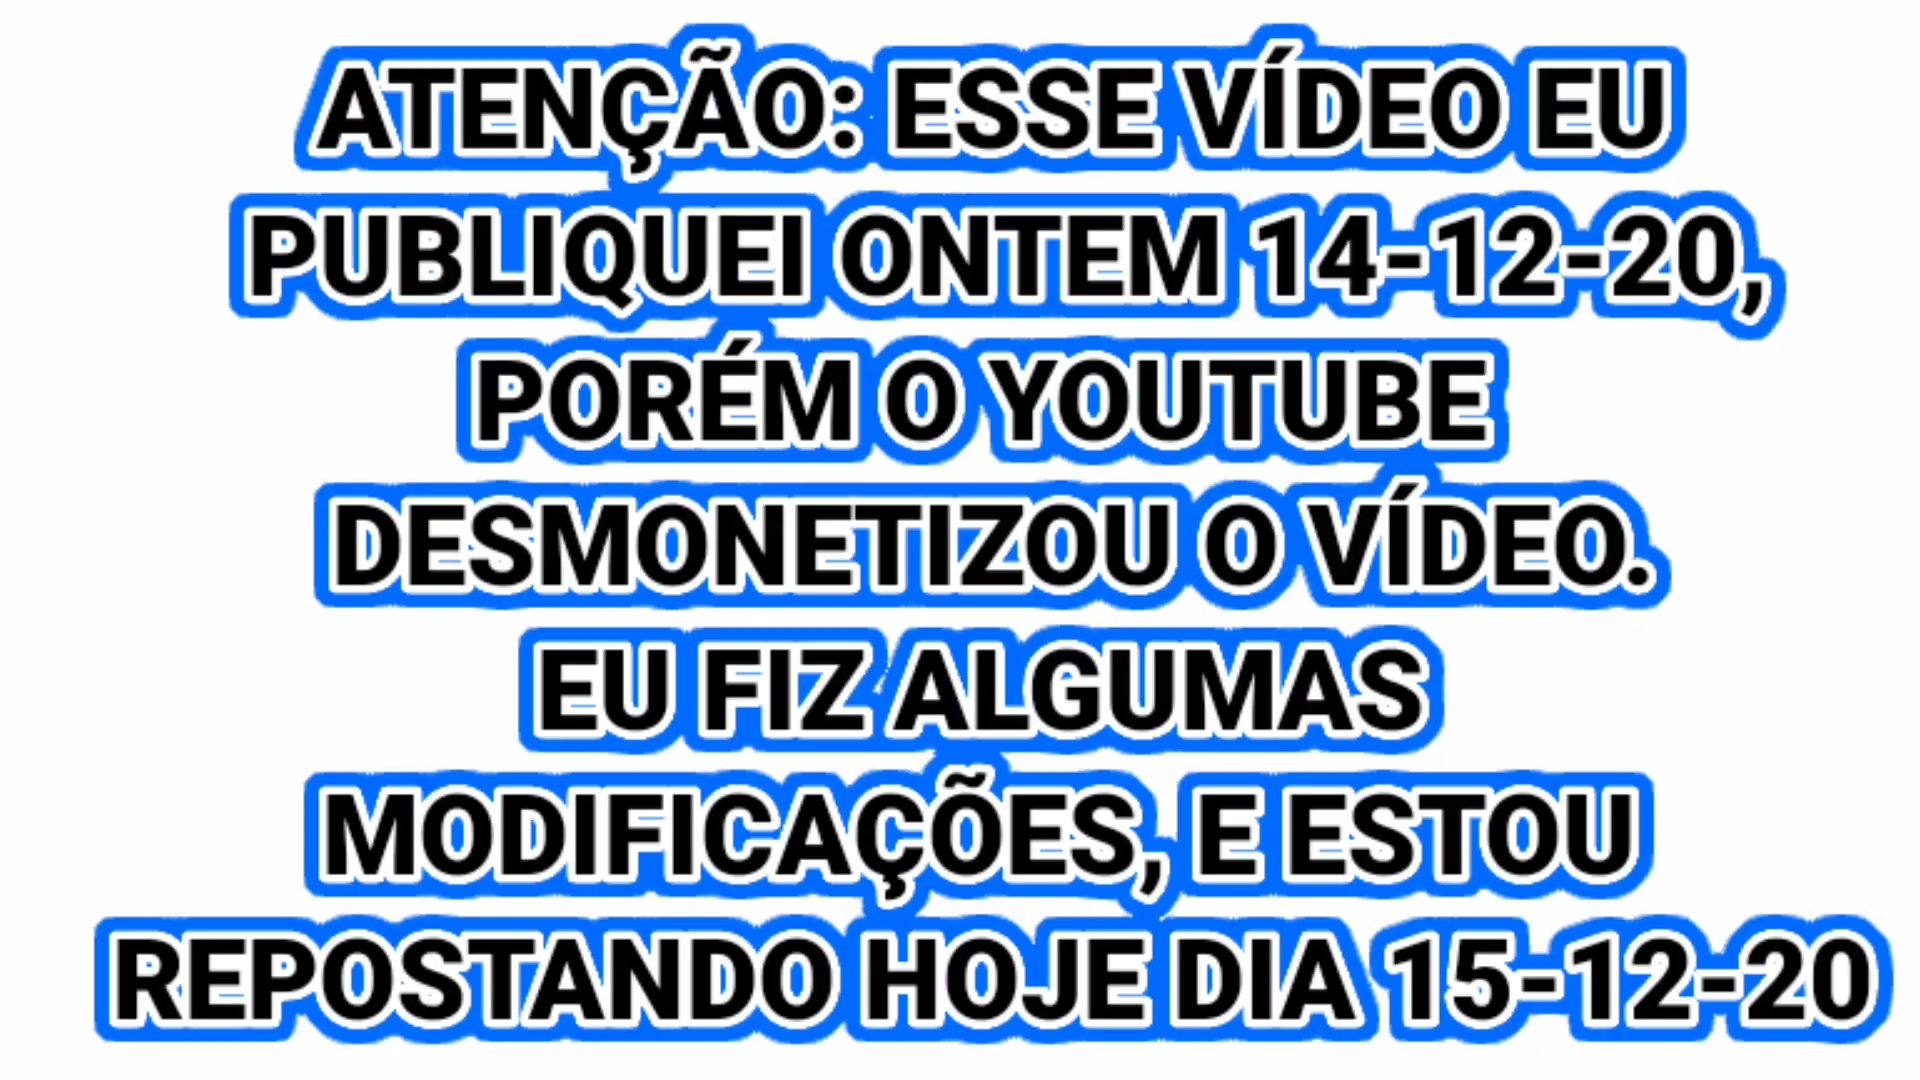 ATENÇÃO: ESSE VÍDEO EU
PUBLIQUEI ONTEM 14-12-20,
PORÉM O YOUTUBE
DESMONETIZOU O VÍDEO.
EU FIZ ALGUMAS
MODIFICAÇÕES, E ESTOU
REPOSTANDO HOJE DIA 15-12-20